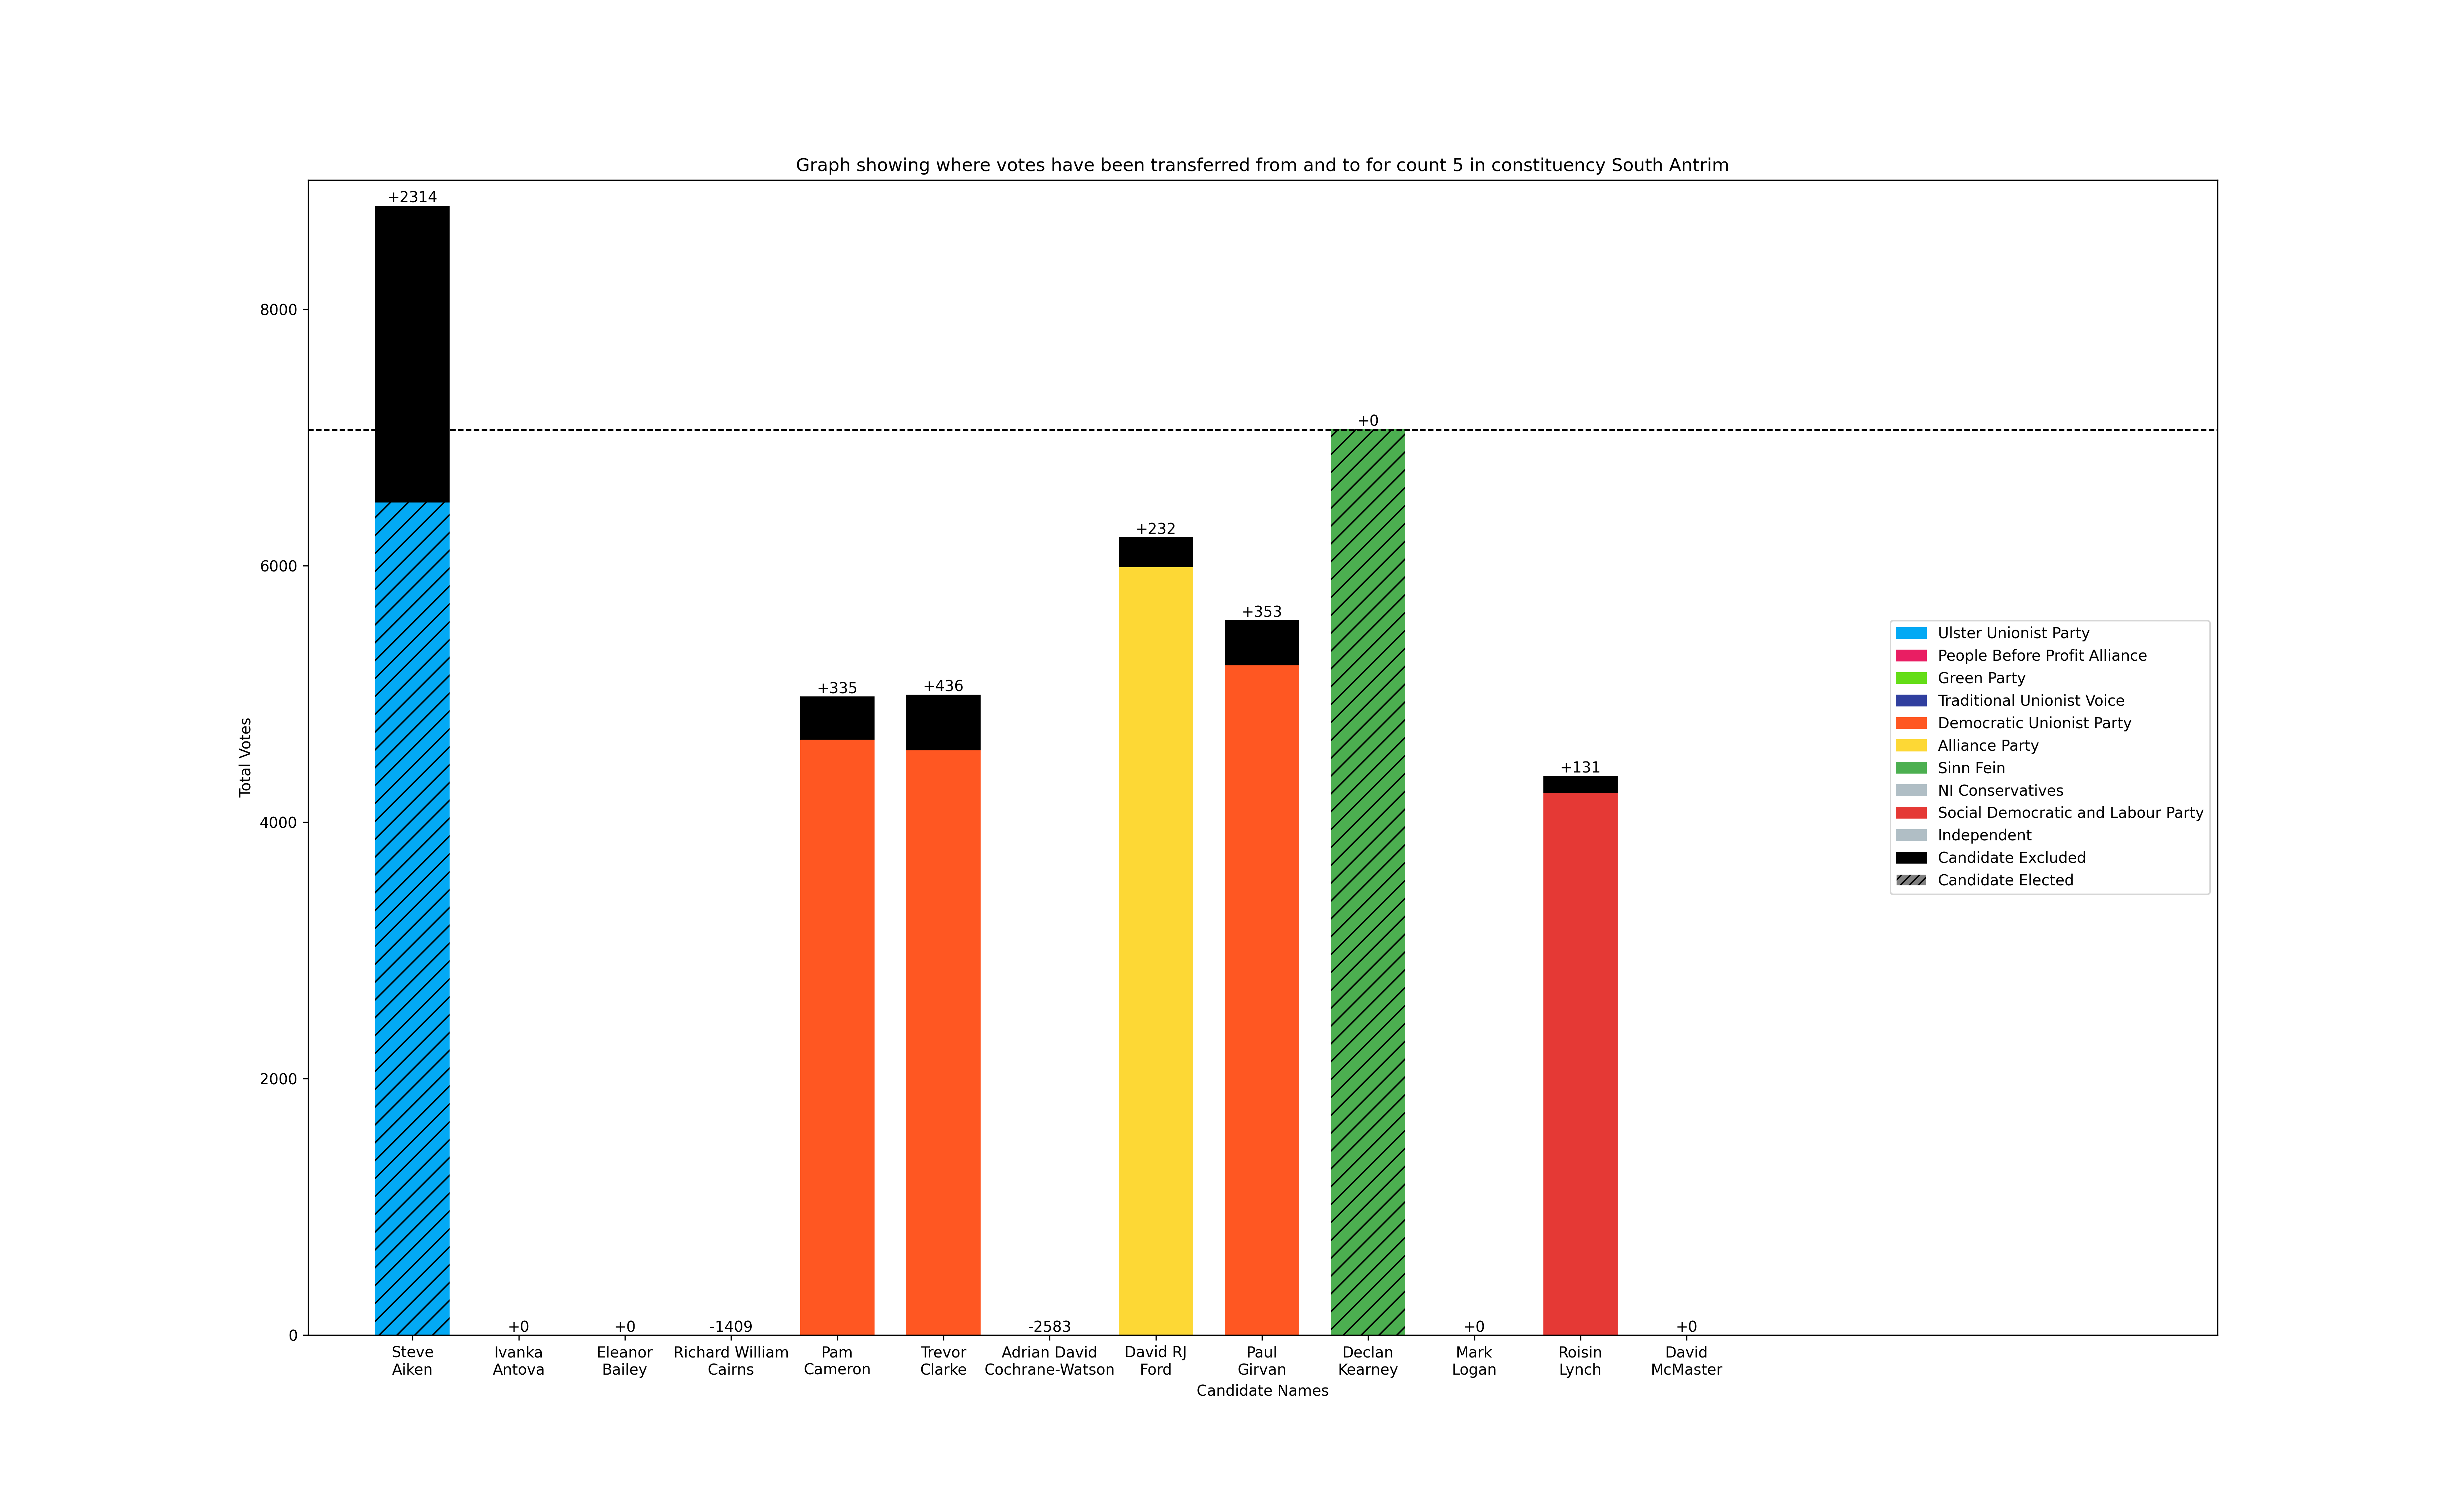 Graph showing where votes have been transferred from and to for count 5 in constituency South Antrim
+2314
8000
+0
+232
6000
+353
+335
+436
+131
4000
2000
0
+0
+0
-1409
-2583
+0
+0
Total Votes
Ulster Unionist Party
People Before Profit Alliance
Green Party
Traditional Unionist Voice
Democratic Unionist Party
Alliance Party
Sinn Fein
NI Conservatives
Social Democratic and Labour Party
Independent
Candidate Excluded
Candidate Elected
Steve
Aiken
Ivanka
Antova
Eleanor
Bailey
Richard William
Cairns
Pam
Cameron
Trevor
Clarke
Adrian David
Cochrane-Watson
David RJ
Ford
Paul
Girvan
Declan
Kearney
Mark
Logan
Roisin
Lynch
David
McMaster
Candidate Names